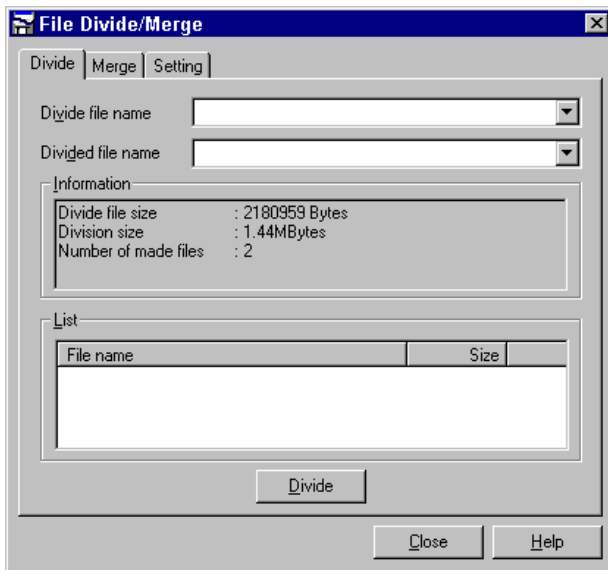 File Divide/Merge
Divide Merge Setting
Divide file name
Divided file name
Information
Divide file size : 2180959 Bytes
Division size : 1.44MBytes
Number of made files : 2
List
File name Size
Divide
Close Help